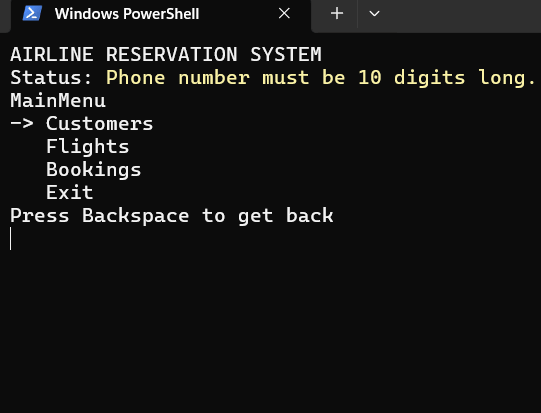 Windows PowerShell
AIRLINE RESERVATION SYSTEM
Status: Phone number must be 10 digits long.
MainMenu
-> Customers
Flights
Bookings
Exit
Press Backspace to get back